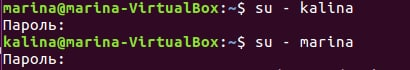 marina@marina-VirtualBox:~$ su - kalina
Пароль:
kalina@marina-VirtualBox:~$ su - marina
Пароль: